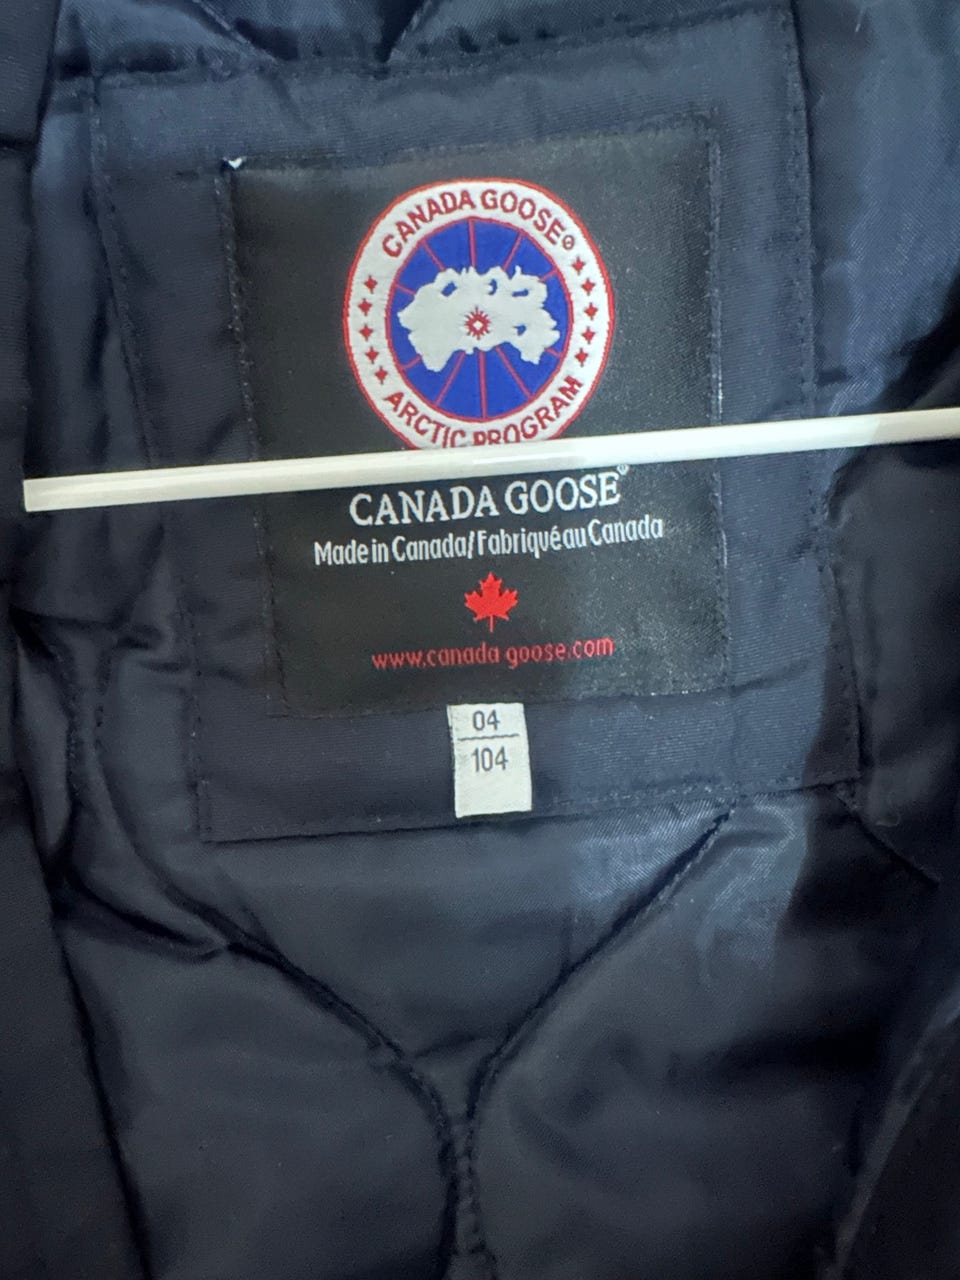 CANADA GOOSE®
ARCTIC PROGRAM
CANADA GOOSE®
Made in Canada/Fabriqué au Canada
www.canada goose.com
04
104